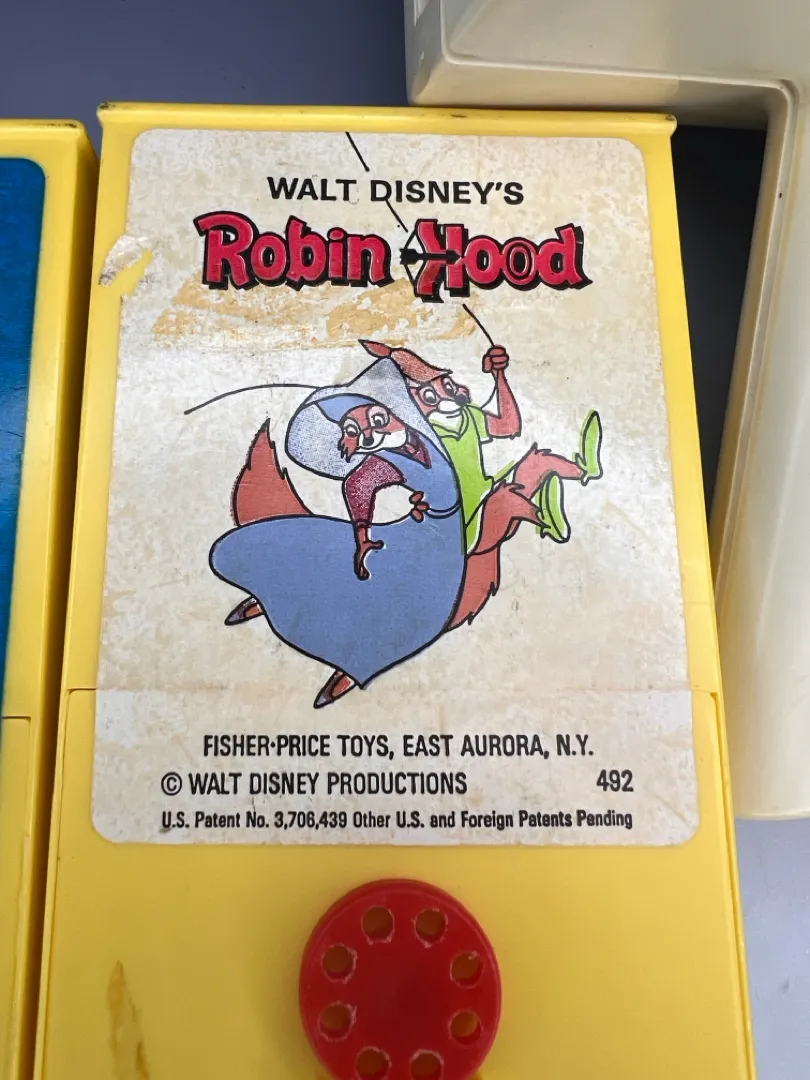 WALT DISNEY'S
Robin Hood
FISHER·PRICE TOYS, EAST AURORA, N.Y.
© WALT DISNEY PRODUCTIONS 492
U.S. Patent No. 3,706,439 Other U.S. and Foreign Patents Pending